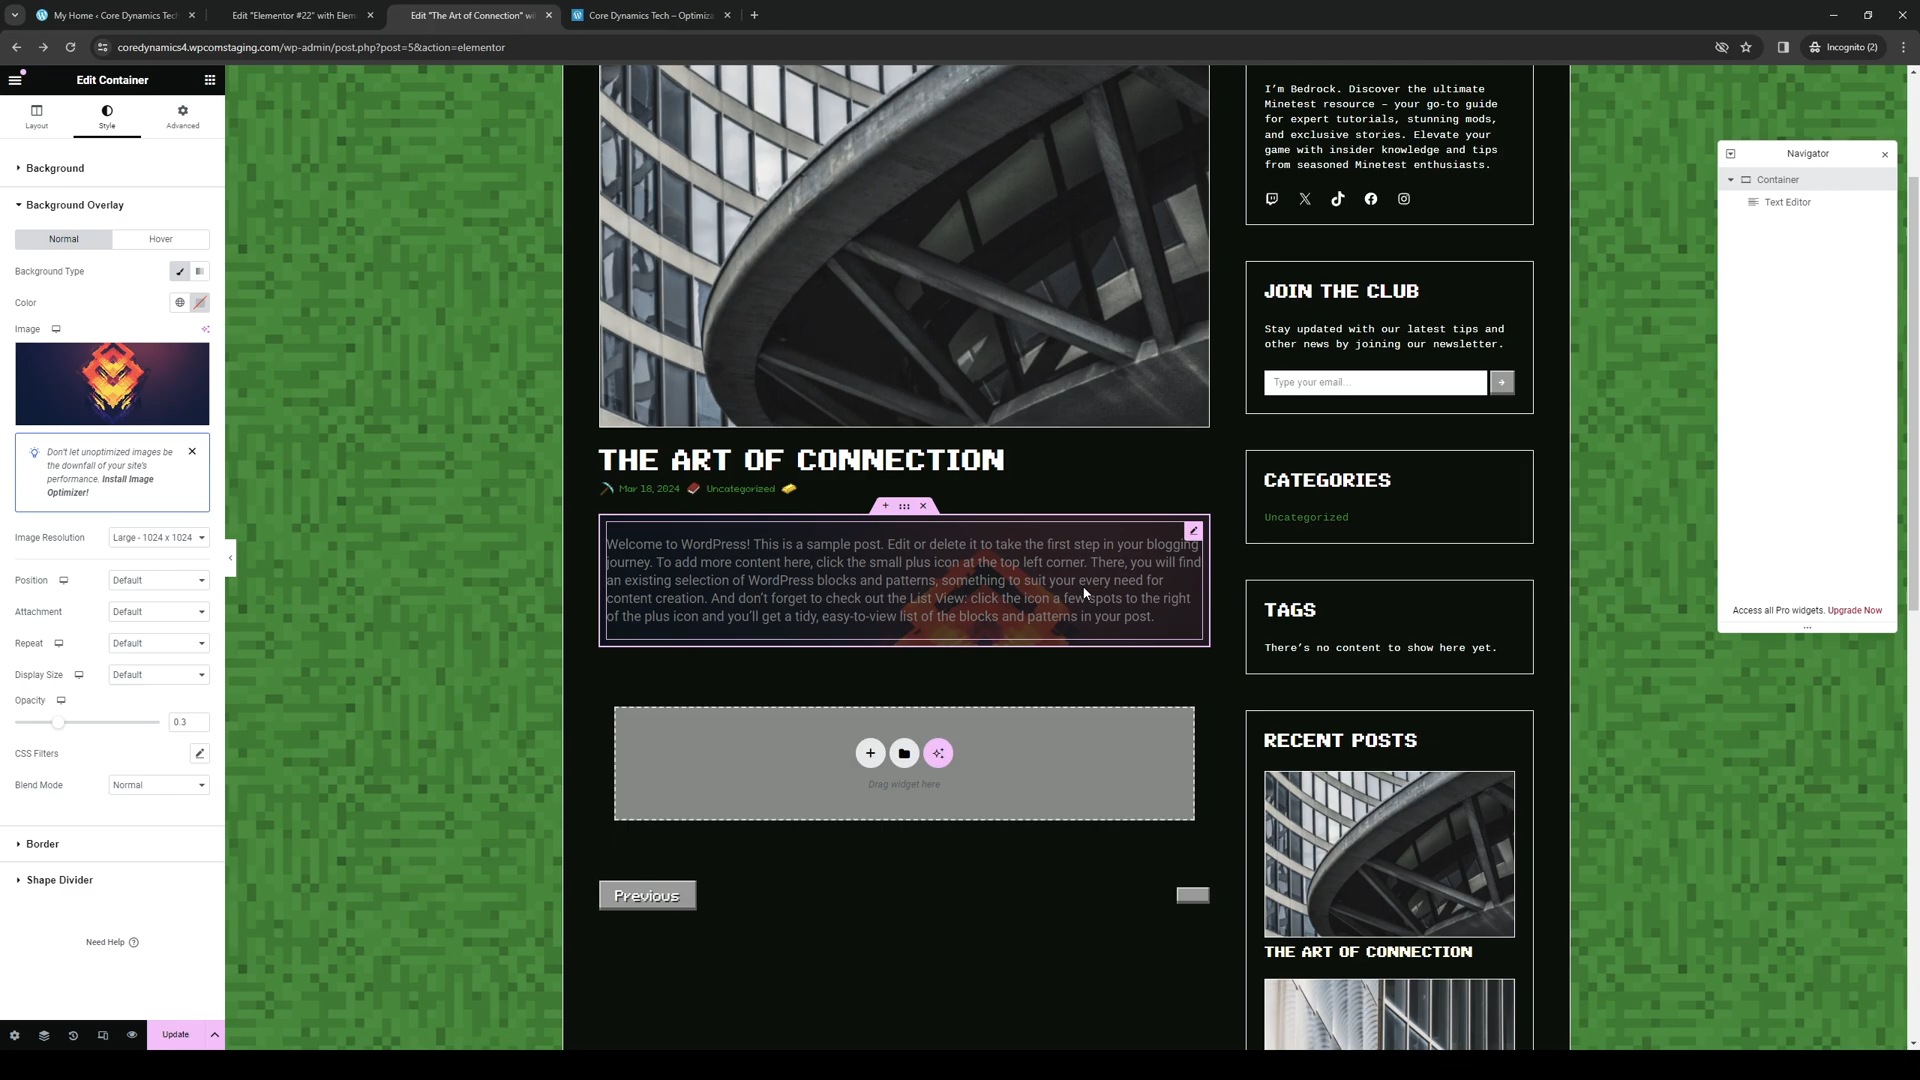 My Home ‹ Core Dynamics Tech
Edit "Elementor #22" with Elem
Edit "The Art of Connection" wi
Core Dynamics Tech – Optimiza
coredynamics4.wpcomstaging.com/wp-admin/post.php?post=5&action=elementor
Incognito (2)
Edit Container
Layout
Style
Advanced
Background
Background Overlay
Normal
Hover
Background Type
Color
Image
Don't let unoptimized images be
the downfall of your site's
performance. Install Image
Optimizer!
Image Resolution
Large - 1024 x 1024
Position
Default
Attachment
Default
Repeat
Default
Display Size
Default
Opacity
0.3
CSS Filters
Blend Mode
Normal
Border
Shape Divider
Need Help
Update
THE ART OF CONNECTION
Mar 18, 2024
Uncategorized
Welcome to WordPress! This is a sample post. Edit or delete it to take the first step in your blogging
journey. To add more content here, click the small plus icon at the top left corner. There, you will find
an existing selection of WordPress blocks and patterns, something to suit your every need for
content creation. And don't forget to check out the List View: click the icon a few spots to the right
of the plus icon and you'll get a tidy, easy-to-view list of the blocks and patterns in your post.
Drag widget here
Previous
I'm Bedrock. Discover the ultimate
Minetest resource – your go-to guide
for expert tutorials, stunning mods,
and exclusive stories. Elevate your
game with insider knowledge and tips
from seasoned Minetest enthusiasts.
JOIN THE CLUB
Stay updated with our latest tips and
other news by joining our newsletter.
Type your email...
CATEGORIES
Uncategorized
TAGS
There's no content to show here yet.
RECENT POSTS
THE ART OF CONNECTION
Navigator
Container
Text Editor
Access all Pro widgets. Upgrade Now